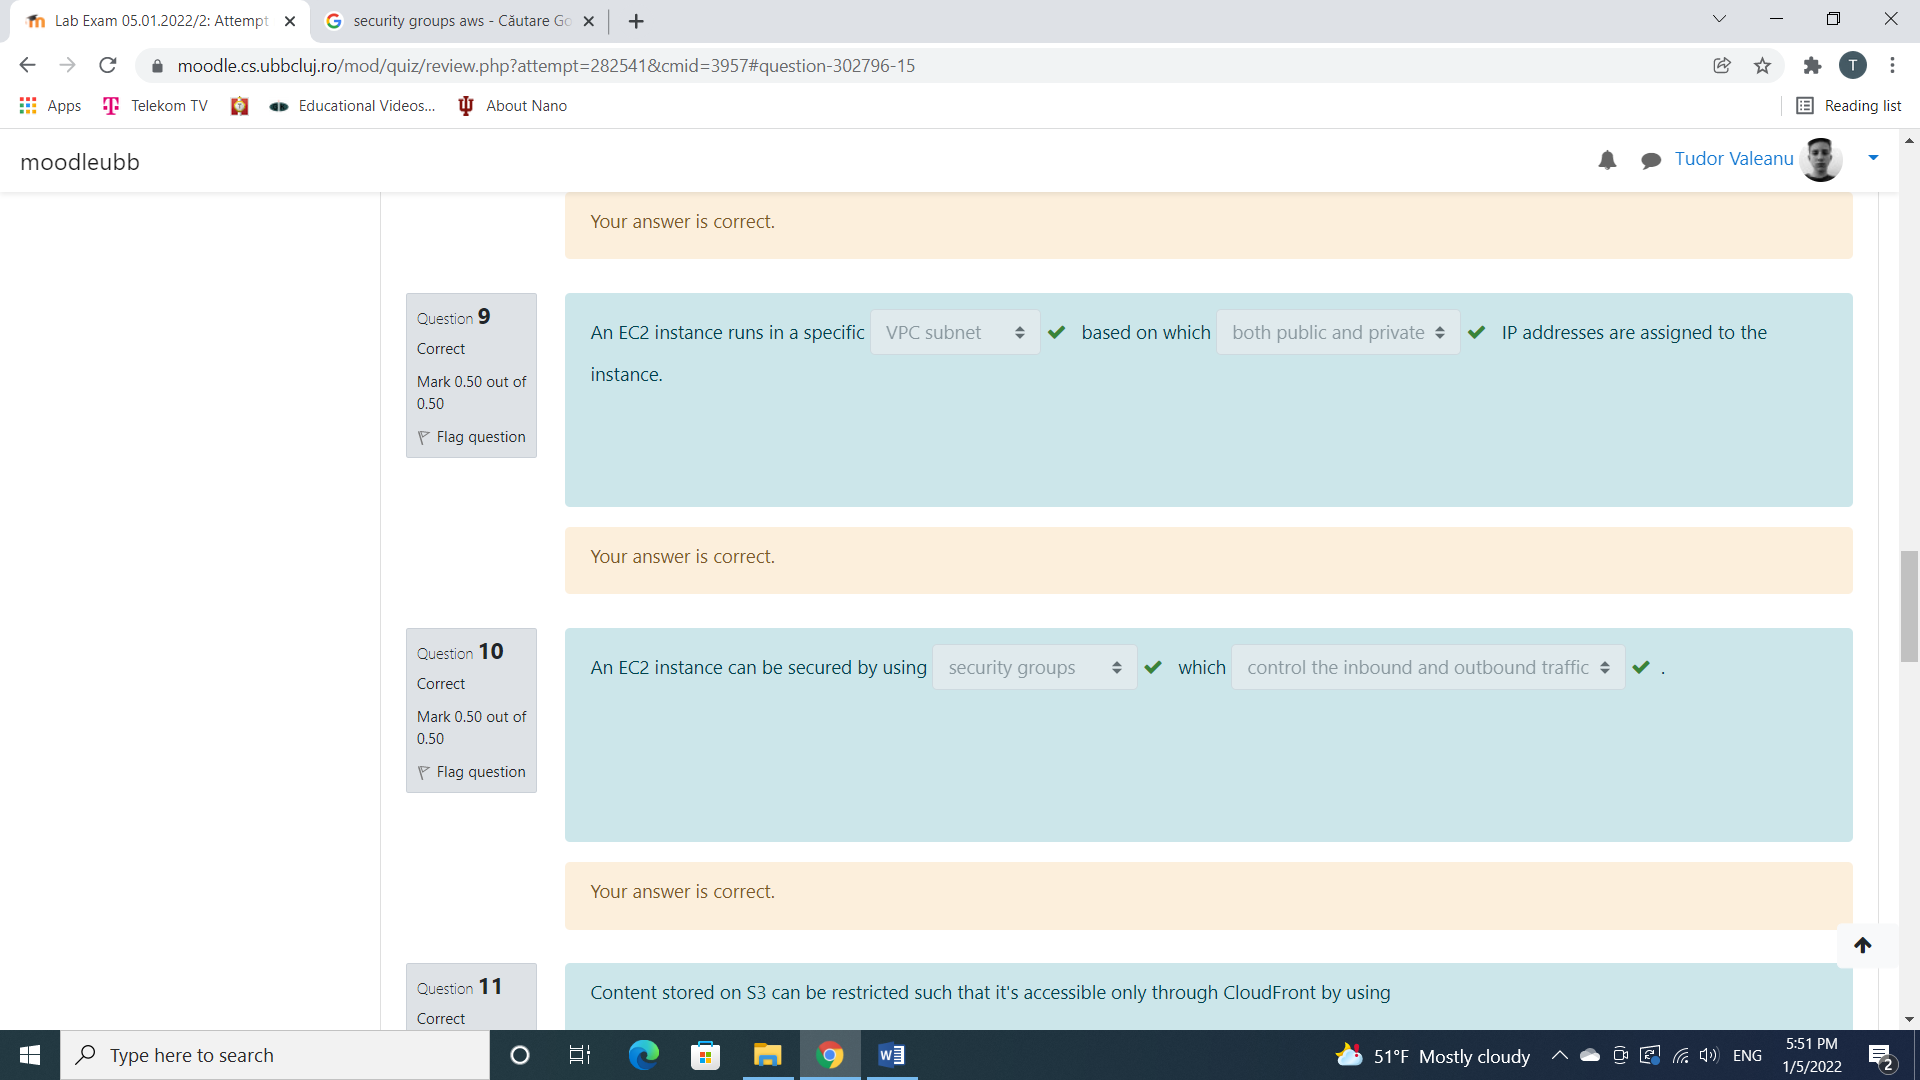 Lab Exam 05.01.2022/2: Attempt
security groups aws - Căutare Go
moodle.cs.ubbcluj.ro/mod/quiz/review.php?attempt=282541&cmid=3957#question-302796-15
T
Apps
Telekom TV
Educational Videos...
About Nano
Reading list
moodleubb
Tudor Valeanu
Your answer is correct.
Question 9
Correct
Mark 0.50 out of
0.50
Flag question
An EC2 instance runs in a specific VPC subnet based on which both public and private IP addresses are assigned to the
instance.
Your answer is correct.
Question 10
Correct
Mark 0.50 out of
0.50
Flag question
An EC2 instance can be secured by using security groups which control the inbound and outbound traffic .
Your answer is correct.
Question 11
Correct
Content stored on S3 can be restricted such that it's accessible only through CloudFront by using
Type here to search
51°F Mostly cloudy
ENG
5:51 PM
1/5/2022
2